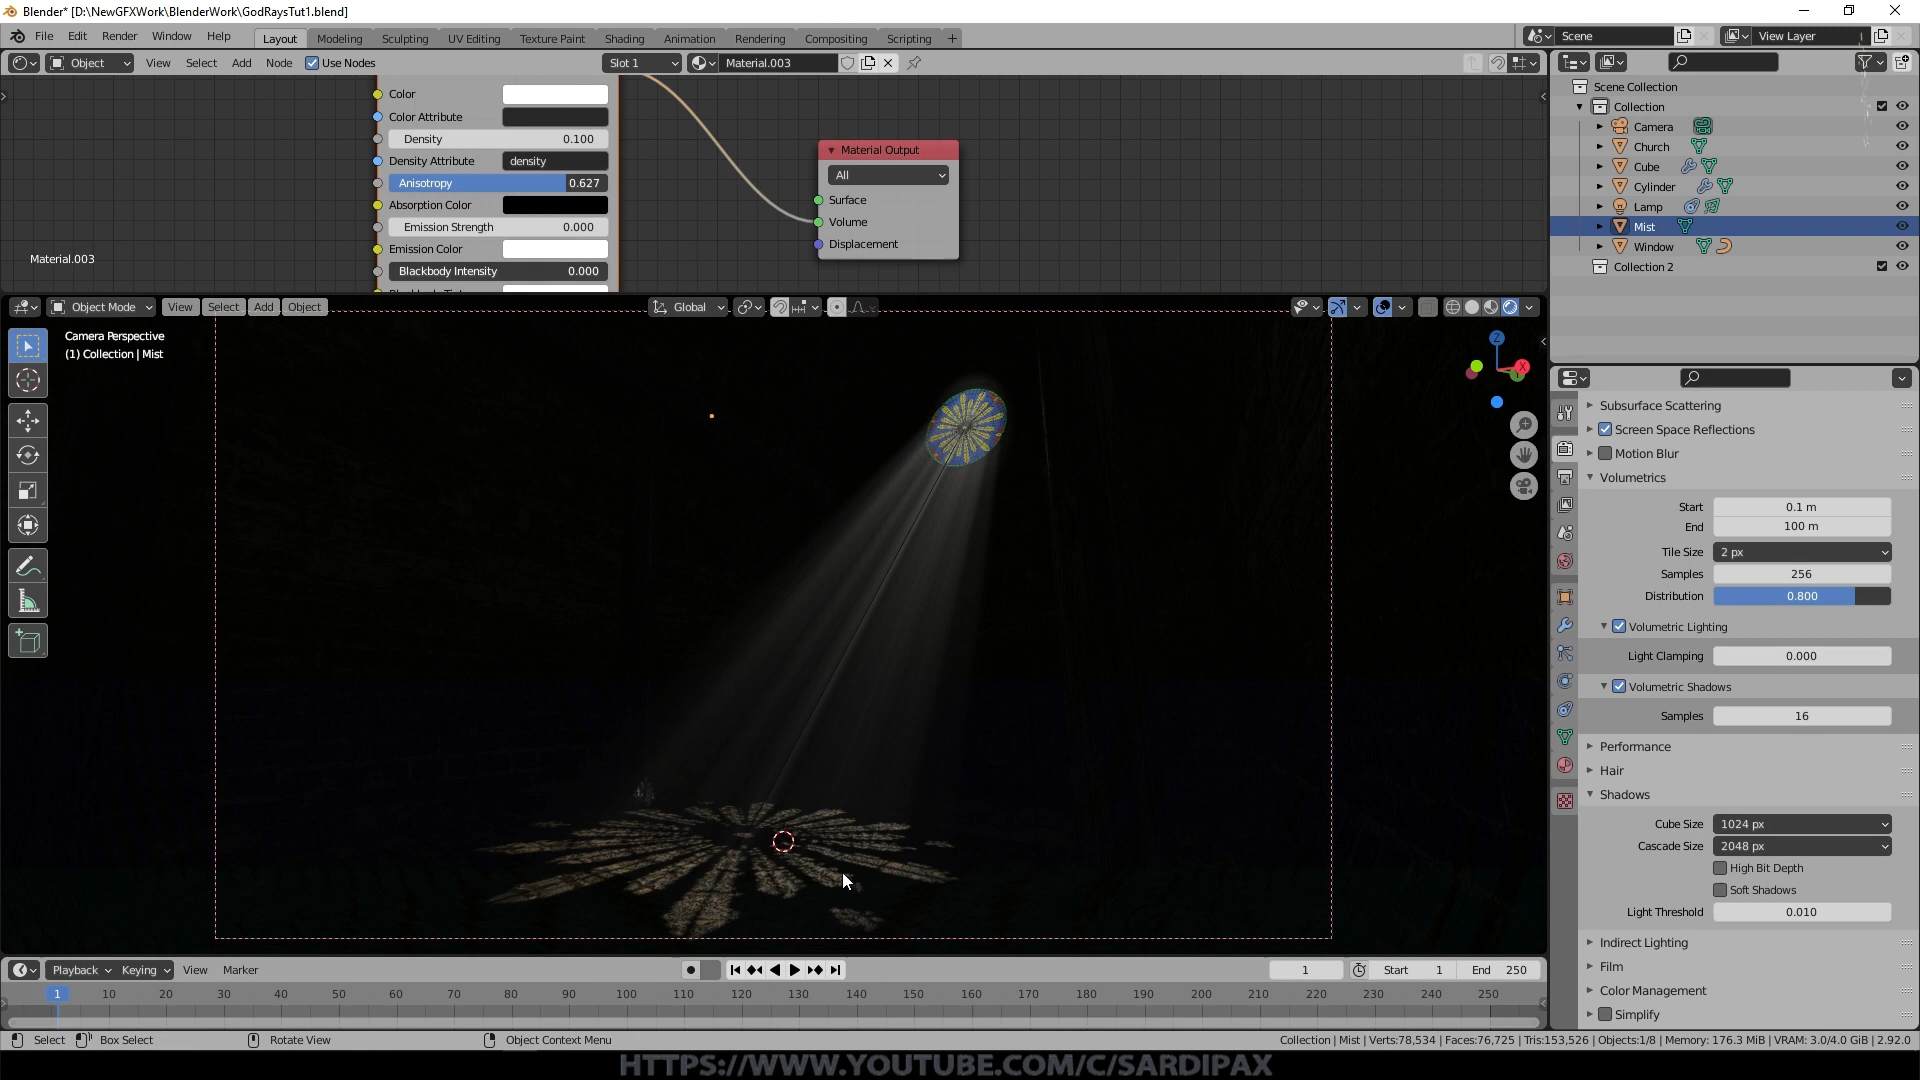 Blender* [D:\NewGFXWork\BlenderWork\GodRaysTut1.blend]
File Edit Render Window Help Layout Modeling Sculpting UV Editing Texture Paint Shading Animation Rendering Compositing Scripting + Scene View Layer
Object View Select Add Node Use Nodes Slot 1 Material.003
Color
Color Attribute
Density 0.100
Density Attribute density
Anisotropy 0.627
Absorption Color
Emission Strength 0.000
Emission Color
Blackbody Intensity 0.000
Material.003
Material Output
All
Surface
Volume
Displacement
Scene Collection
Collection
Camera
Church
Cube
Cylinder
Lamp
Mist
Window
Collection 2
Object Mode View Select Add Object Global
Camera Perspective
(1) Collection | Mist
Z
X
Subsurface Scattering
Screen Space Reflections
Motion Blur
Volumetrics
Start 0.1 m
End 100 m
Tile Size 2 px
Samples 256
Distribution 0.800
Volumetric Lighting
Light Clamping 0.000
Volumetric Shadows
Samples 16
Performance
Hair
Shadows
Cube Size 1024 px
Cascade Size 2048 px
High Bit Depth
Soft Shadows
Light Threshold 0.010
Indirect Lighting
Film
Color Management
Simplify
Playback Keying View Marker 1 Start 1 End 250
1 10 20 30 40 50 60 70 80 90 100 110 120 130 140 150 160 170 180 190 200 210 220 230 240 250
Select Box Select Rotate View Object Context Menu Collection | Mist | Verts:78,534 | Faces:76,725 | Tris:153,526 | Objects:1/8 | Memory: 176.3 MiB | VRAM: 3.0/4.0 GiB | 2.92.0
HTTPS://WWW.YOUTUBE.COM/C/SARDIPAX